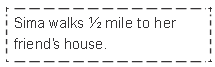 Sima walks ½ mile to her
friend's house.